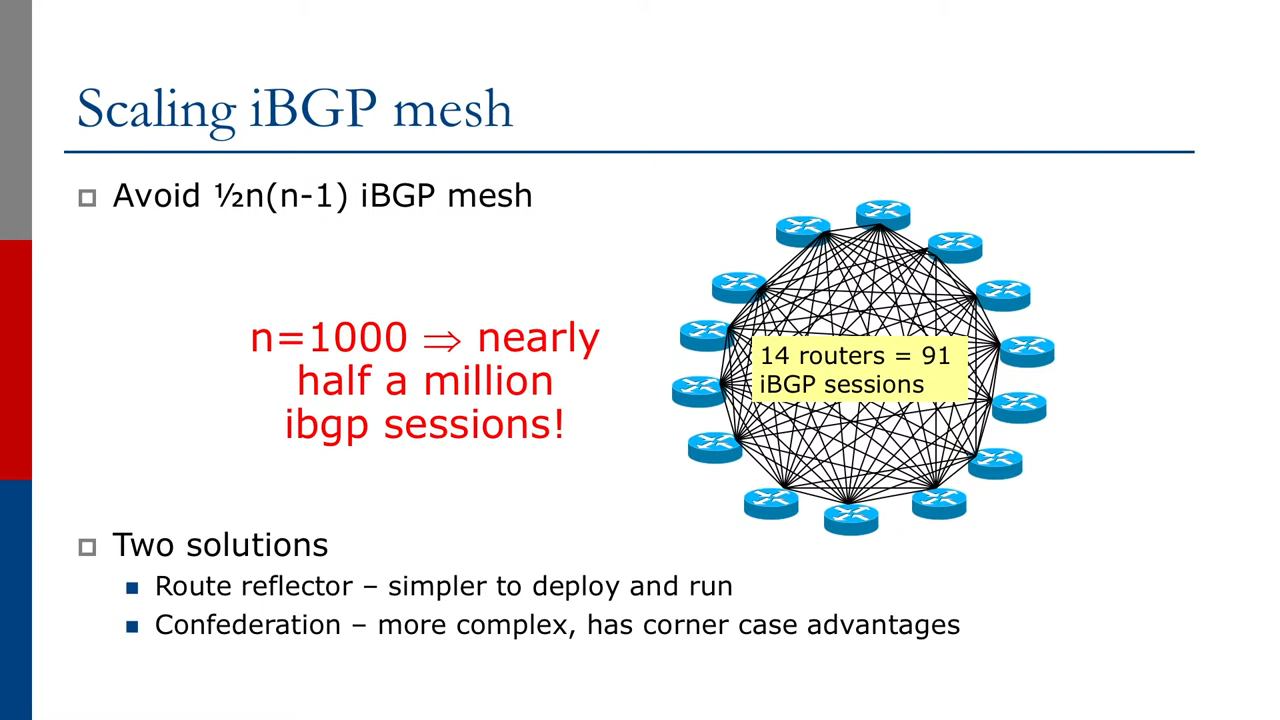 Scaling iBGP mesh
Avoid ½n(n-1) iBGP mesh
n=1000 ⇒ nearly
half a million
ibgp sessions!
14 routers = 91
iBGP sessions
Two solutions
Route reflector – simpler to deploy and run
Confederation – more complex, has corner case advantages